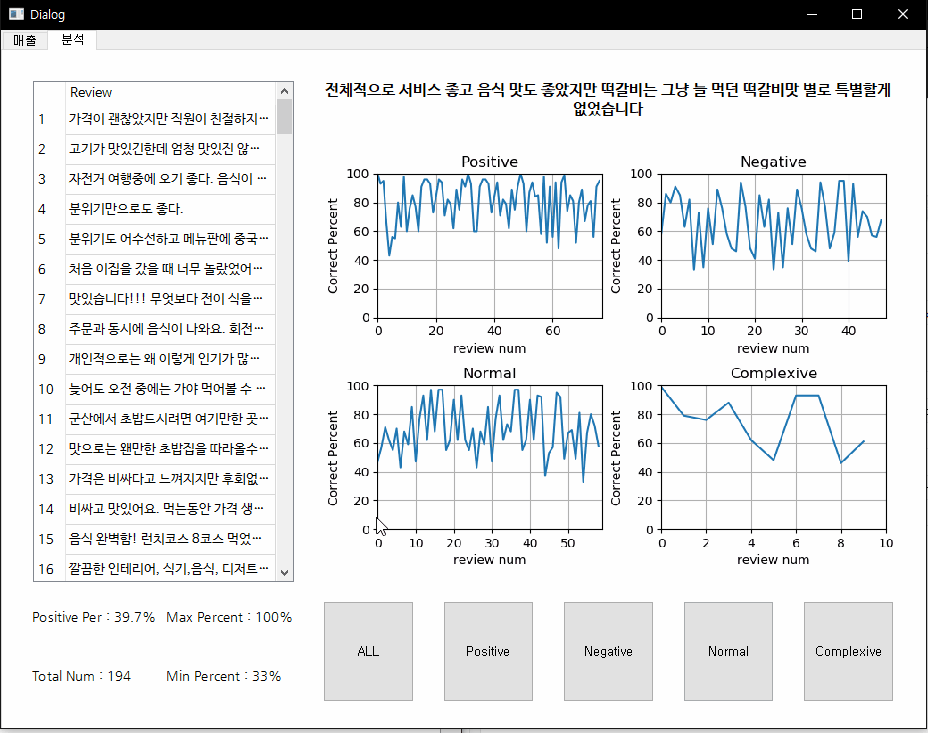 Dialog
매출 분석
Review
1 가격이 괜찮았지만 직원이 친절하지…
2 고기가 맛있긴한데 엄청 맛있진 않…
3 자전거 여행중에 오기 좋다. 음식이 …
4 분위기만으로도 좋다.
5 분위기도 어수선하고 메뉴판에 중국…
6 처음 이집을 갔을 때 너무 놀랐었어…
7 맛있습니다!!! 무엇보다 전이 식을…
8 주문과 동시에 음식이 나와요. 회전…
9 개인적으로는 왜 이렇게 인기가 많…
10 늦어도 오전 중에는 가야 먹어볼 수 …
11 군산에서 초밥드시려면 여기만한 곳…
12 맛으로는 왠만한 초밥집을 따라올수…
13 가격은 비싸다고 느껴지지만 후회없…
14 비싸고 맛있어요. 먹는동안 가격 생…
15 음식 완벽함! 런치코스 8코스 먹었…
16 깔끔한 인테리어, 식기,음식, 디저트…
전체적으로 서비스 좋고 음식 맛도 좋았지만 떡갈비는 그냥 늘 먹던 떡갈비맛 별로 특별할게
없었습니다
Positive
Correct Percent
100
80
60
40
20
0
0 20 40 60
review num
Negative
Correct Percent
100
80
60
40
20
0
0 10 20 30 40
review num
Normal
Correct Percent
100
80
60
40
20
0
0 10 20 30 40 50
review num
Complexive
Correct Percent
100
80
60
40
20
0
0 2 4 6 8 10
review num
Positive Per : 39.7% Max Percent : 100%
Total Num : 194 Min Percent : 33%
ALL Positive Negative Normal Complexive